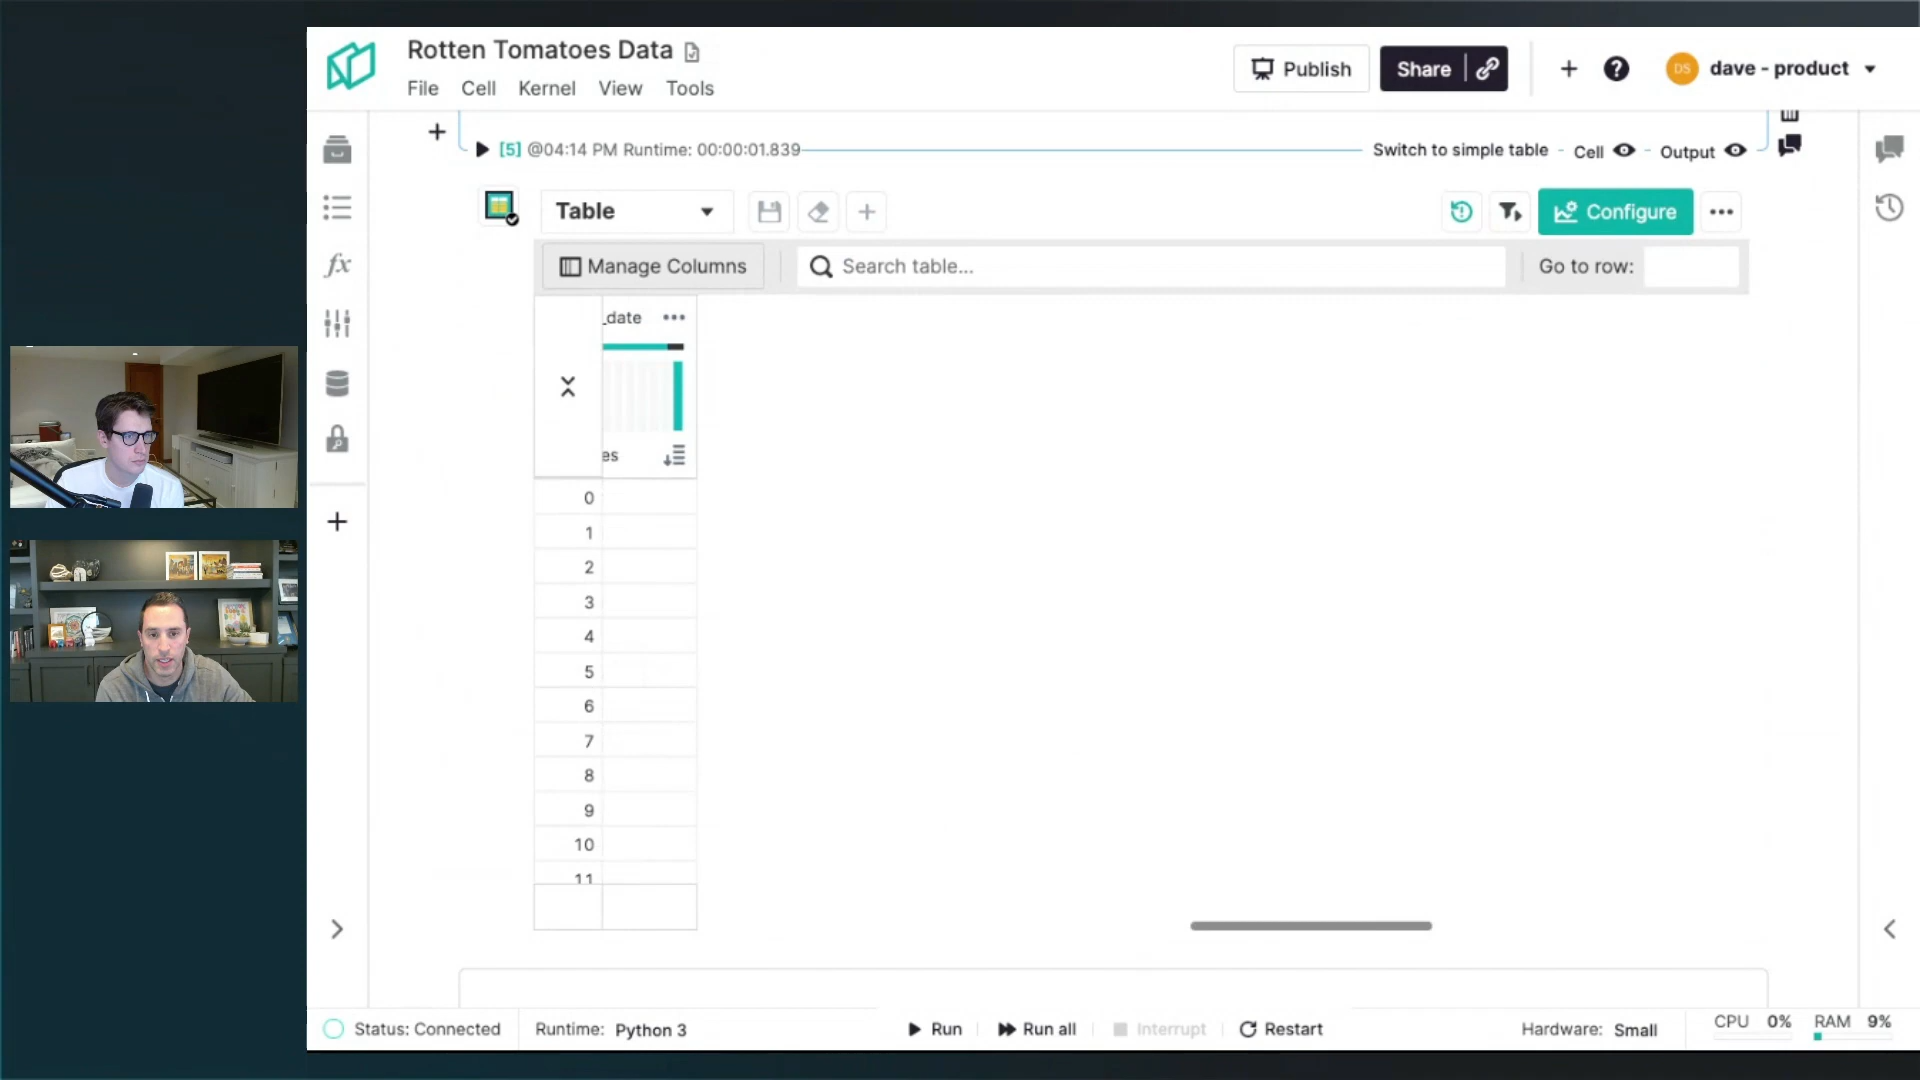 Rotten Tomatoes Data
File Cell Kernel View Tools
Publish
Share
DS
dave - product
[5] @04:14 PM Runtime: 00:00:01.839
Switch to simple table - Cell - Output
Table
Configure
Manage Columns
Search table...
Go to row:
_date
es
0
1
2
3
4
5
6
7
8
9
10
11
Status: Connected
Runtime: Python 3
Run
Run all
Interrupt
Restart
Hardware: Small
CPU 0%
RAM 9%